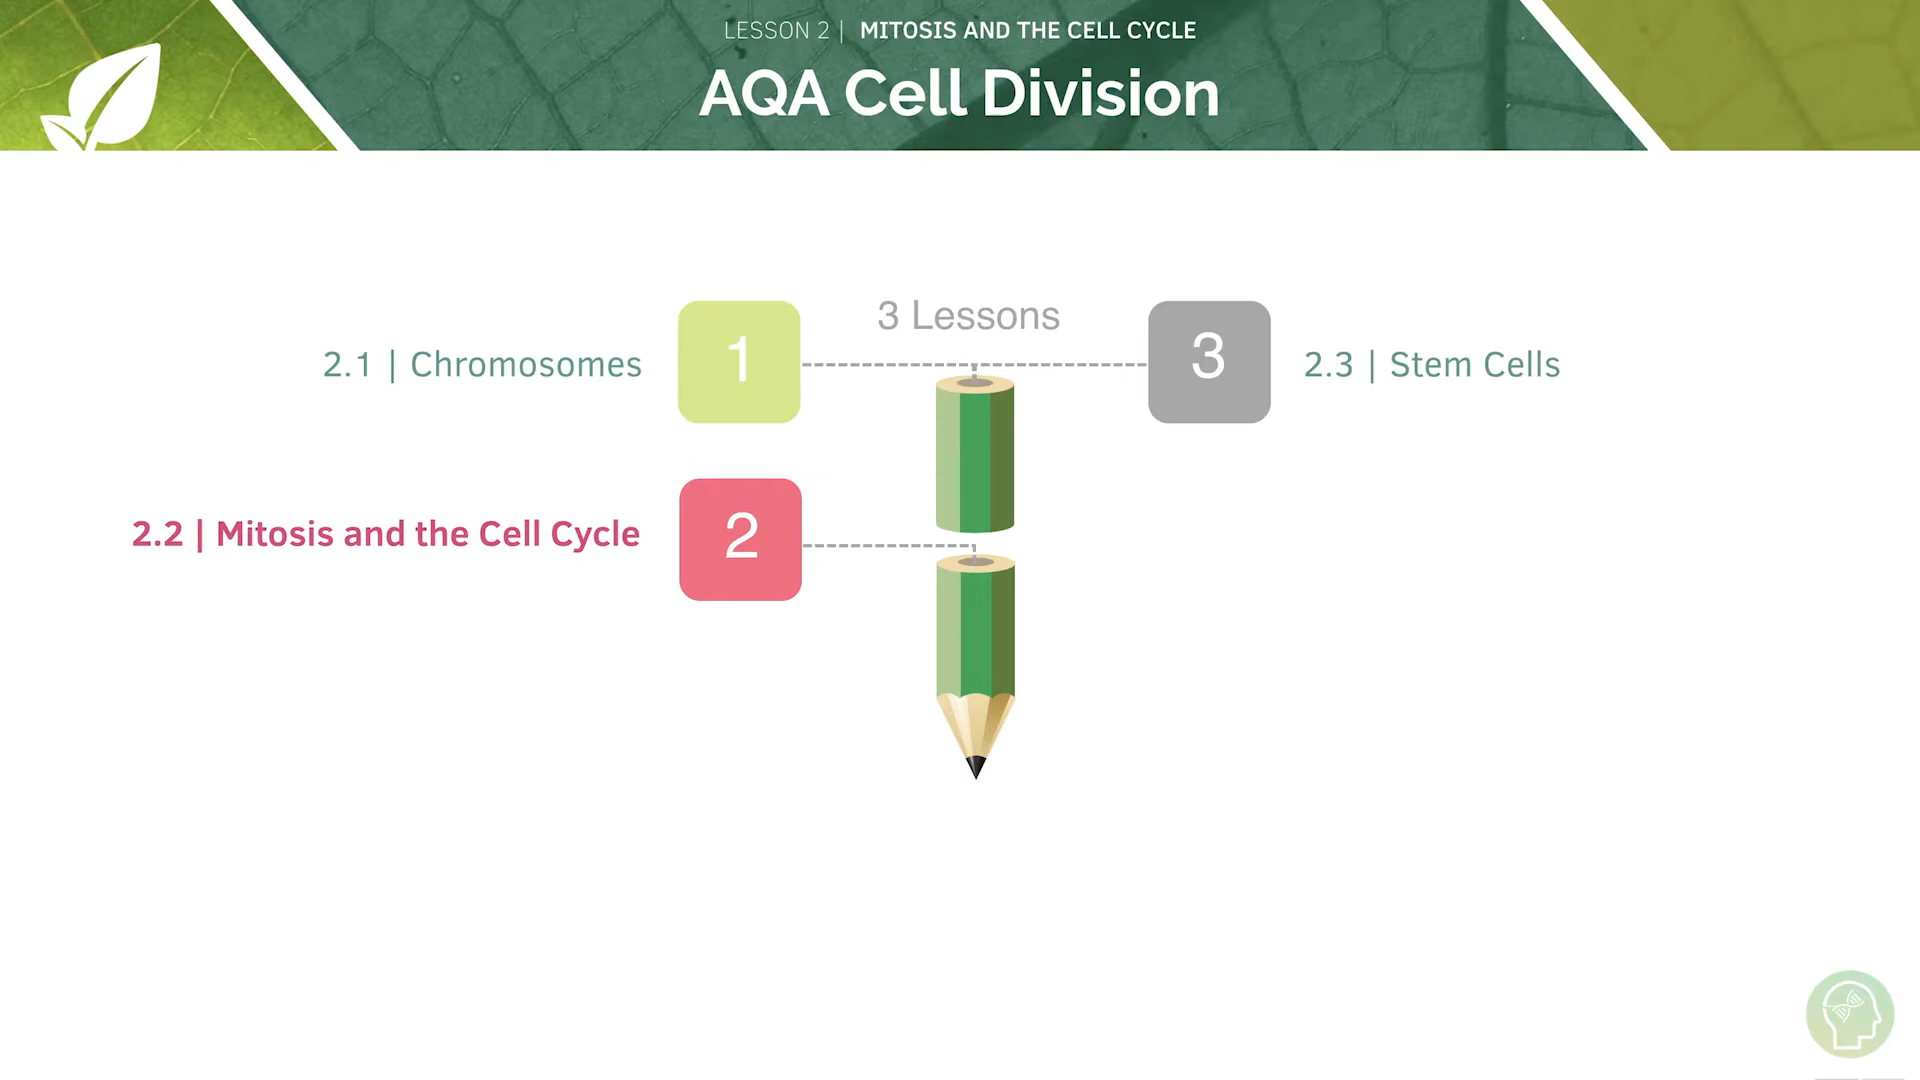 LESSON 2 | MITOSIS AND THE CELL CYCLE
AQA Cell Division
3 Lessons
2.1 | Chromosomes
1
3
2.3 | Stem Cells
2.2 | Mitosis and the Cell Cycle
2